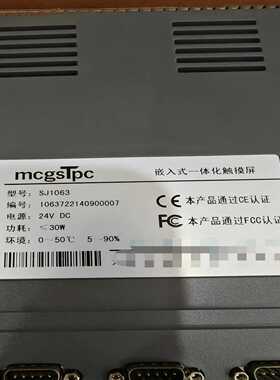 mcgsTpc 嵌入式一体化触摸屏
型号: SJ1063
编号: 1063722140900007
电源: 24V DC
功耗: ＜30W
环境: 0—50℃ 5 -90%
CE 本产品通过CE认证
FCC 本产品通过FCC认证